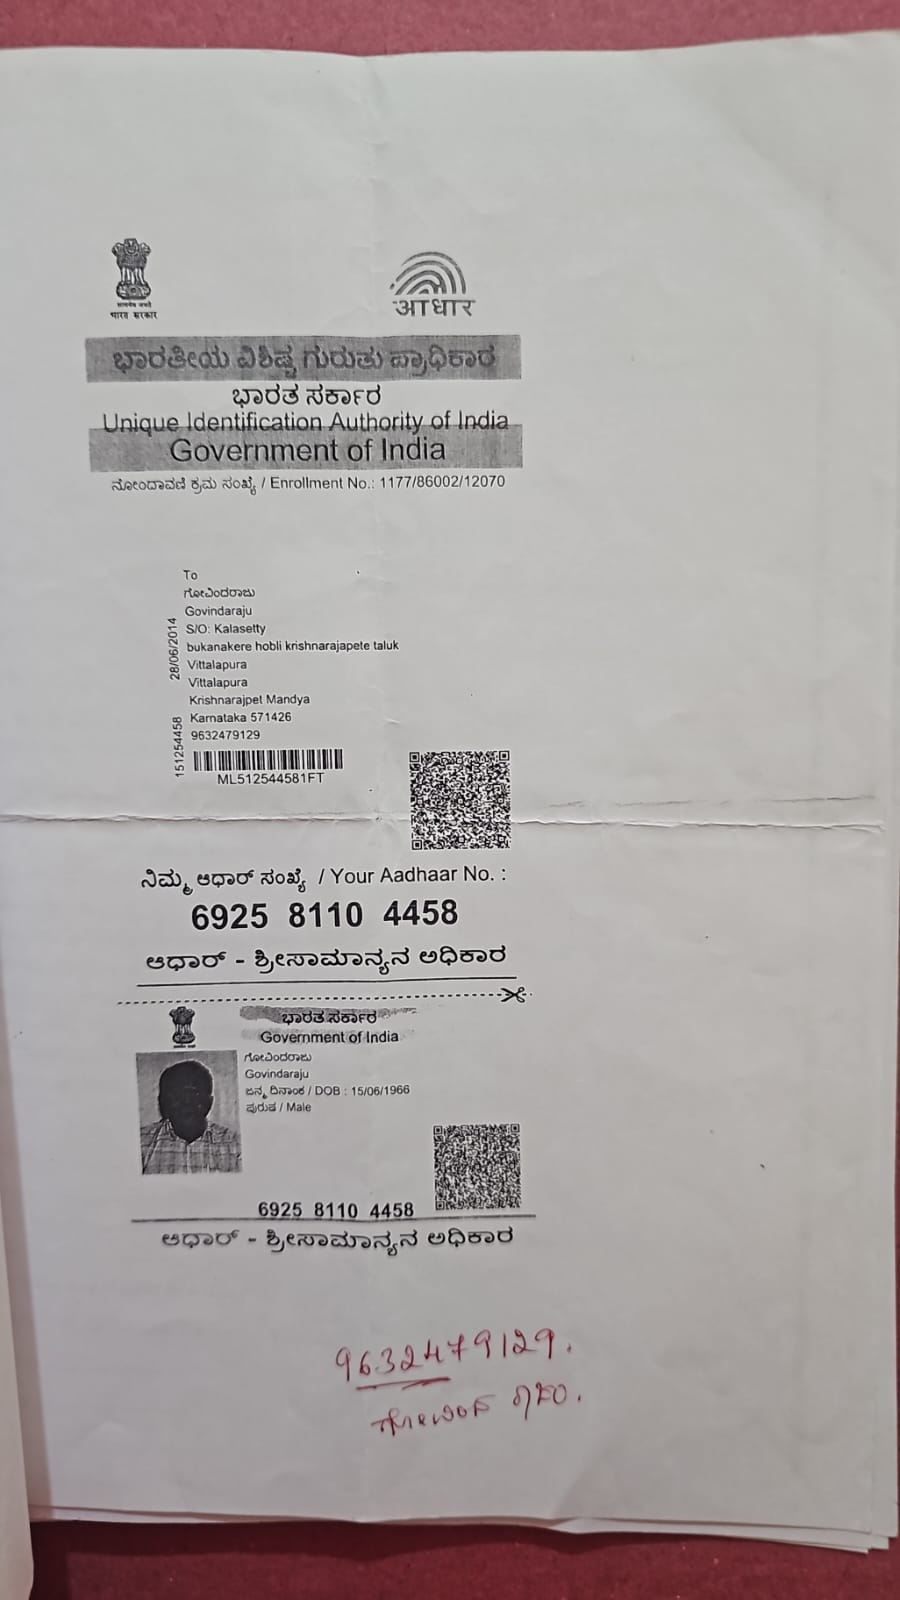 सत्यमेव जयते
भारत सरकार
आधार
ಭಾರತೀಯ ವಿಶಿಷ್ಟ ಗುರುತು ಪ್ರಾಧಿಕಾರ
ಭಾರತ ಸರ್ಕಾರ
Unique Identification Authority of India
Government of India
ನೋಂದಾವಣಿ ಕ್ರಮ ಸಂಖ್ಯೆ / Enrollment No.: 1177/86002/12070
To
ಗೋವಿಂದರಾಜು
Govindaraju
S/O: Kalasetty
bukanakere hobli krishnarajapete taluk
Vittalapura
Vittalapura
Krishnarajpet Mandya
Karnataka 571426
9632479129
28/06/2014
151254458
ML512544581FT
ನಿಮ್ಮ ಆಧಾರ್ ಸಂಖ್ಯೆ / Your Aadhaar No. :
6925 8110 4458
ಆಧಾರ್ - ಶ್ರೀಸಾಮಾನ್ಯನ ಅಧಿಕಾರ
ಭಾರತ ಸರ್ಕಾರ
Government of India
ಗೋವಿಂದರಾಜು
Govindaraju
ಜನ್ಮ ದಿನಾಂಕ / DOB : 15/06/1966
ಪುರುಷ / Male
6925 8110 4458
ಆಧಾರ್ - ಶ್ರೀಸಾಮಾನ್ಯನ ಅಧಿಕಾರ
9632479129.
ಗೋವಿಂದ ರಾಜು.